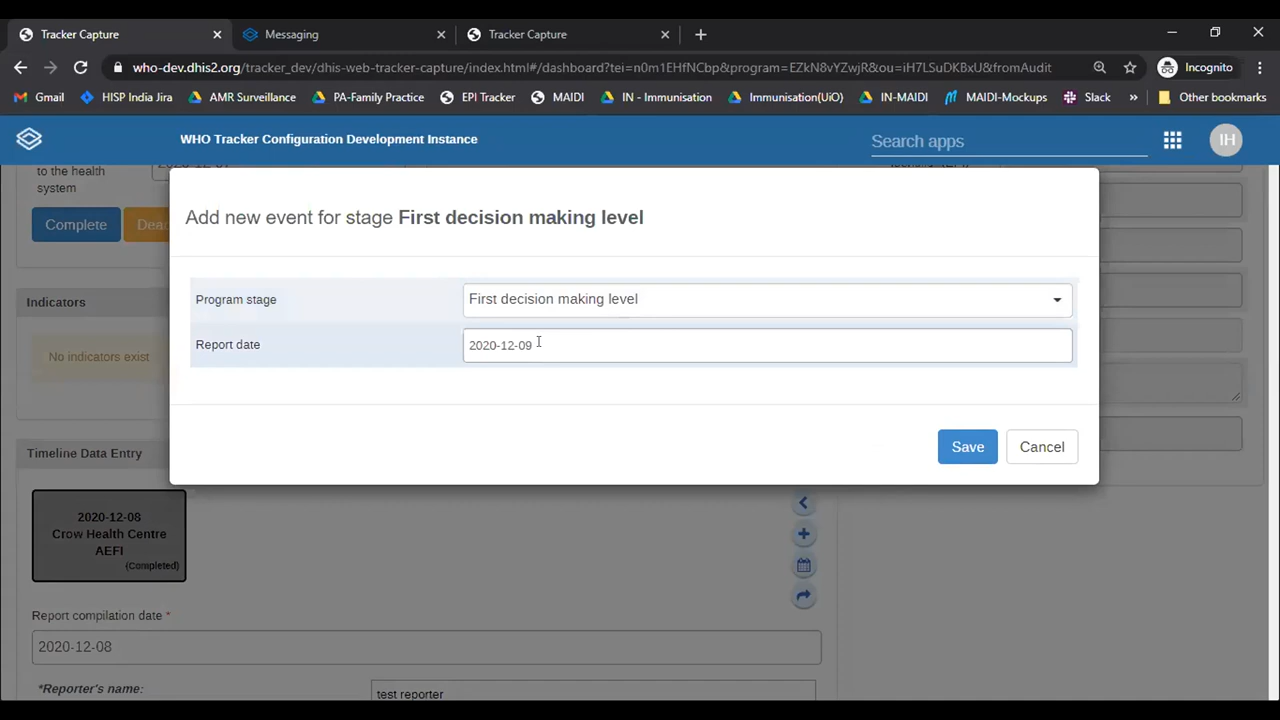 Tracker Capture
Messaging
Tracker Capture
who-dev.dhis2.org/tracker_dev/dhis-web-tracker-capture/index.html#/dashboard?tei=n0m1EHfNCbp&program=EZkN8vYZwjR&ou=iH7LSuDKBxU&fromAudit
Incognito
Gmail HISP India Jira AMR Surveillance PA-Family Practice EPI Tracker MAIDI IN - Immunisation Immunisation(UiO) IN-MAIDI MAIDI-Mockups Slack » Other bookmarks
WHO Tracker Configuration Development Instance
Search apps
IH
to the health
system
Complete
Add new event for stage First decision making level
Program stage
First decision making level
Report date
2020-12-09
Save
Cancel
Indicators
No indicators exist
Timeline Data Entry
2020-12-08
Crow Health Centre
AEFI
(Completed)
Report compilation date *
2020-12-08
*Reporter's name:
test reporter